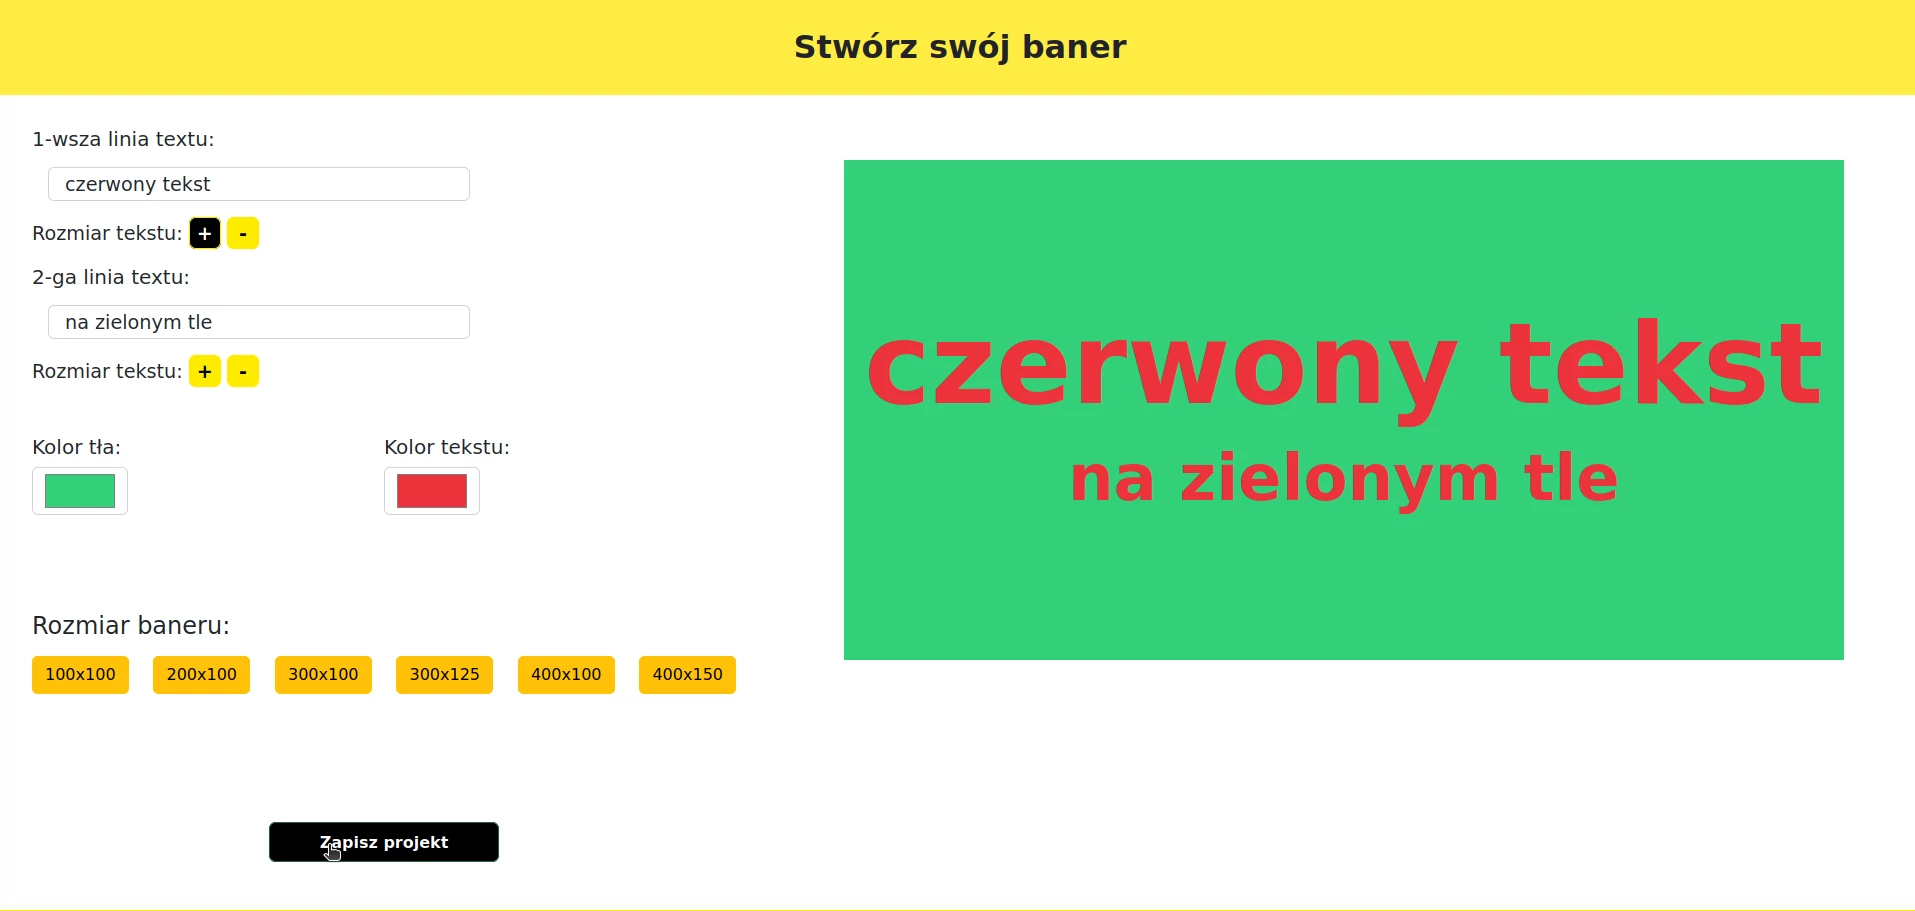 Stwórz swój baner
1-wsza linia textu:
czerwony tekst
Rozmiar tekstu: + -
2-ga linia textu:
na zielonym tle
Rozmiar tekstu: + -
Kolor tła: Kolor tekstu:
Rozmiar baneru:
100x100 200x100 300x100 300x125 400x100 400x150
Zapisz projekt
czerwony tekst
na zielonym tle